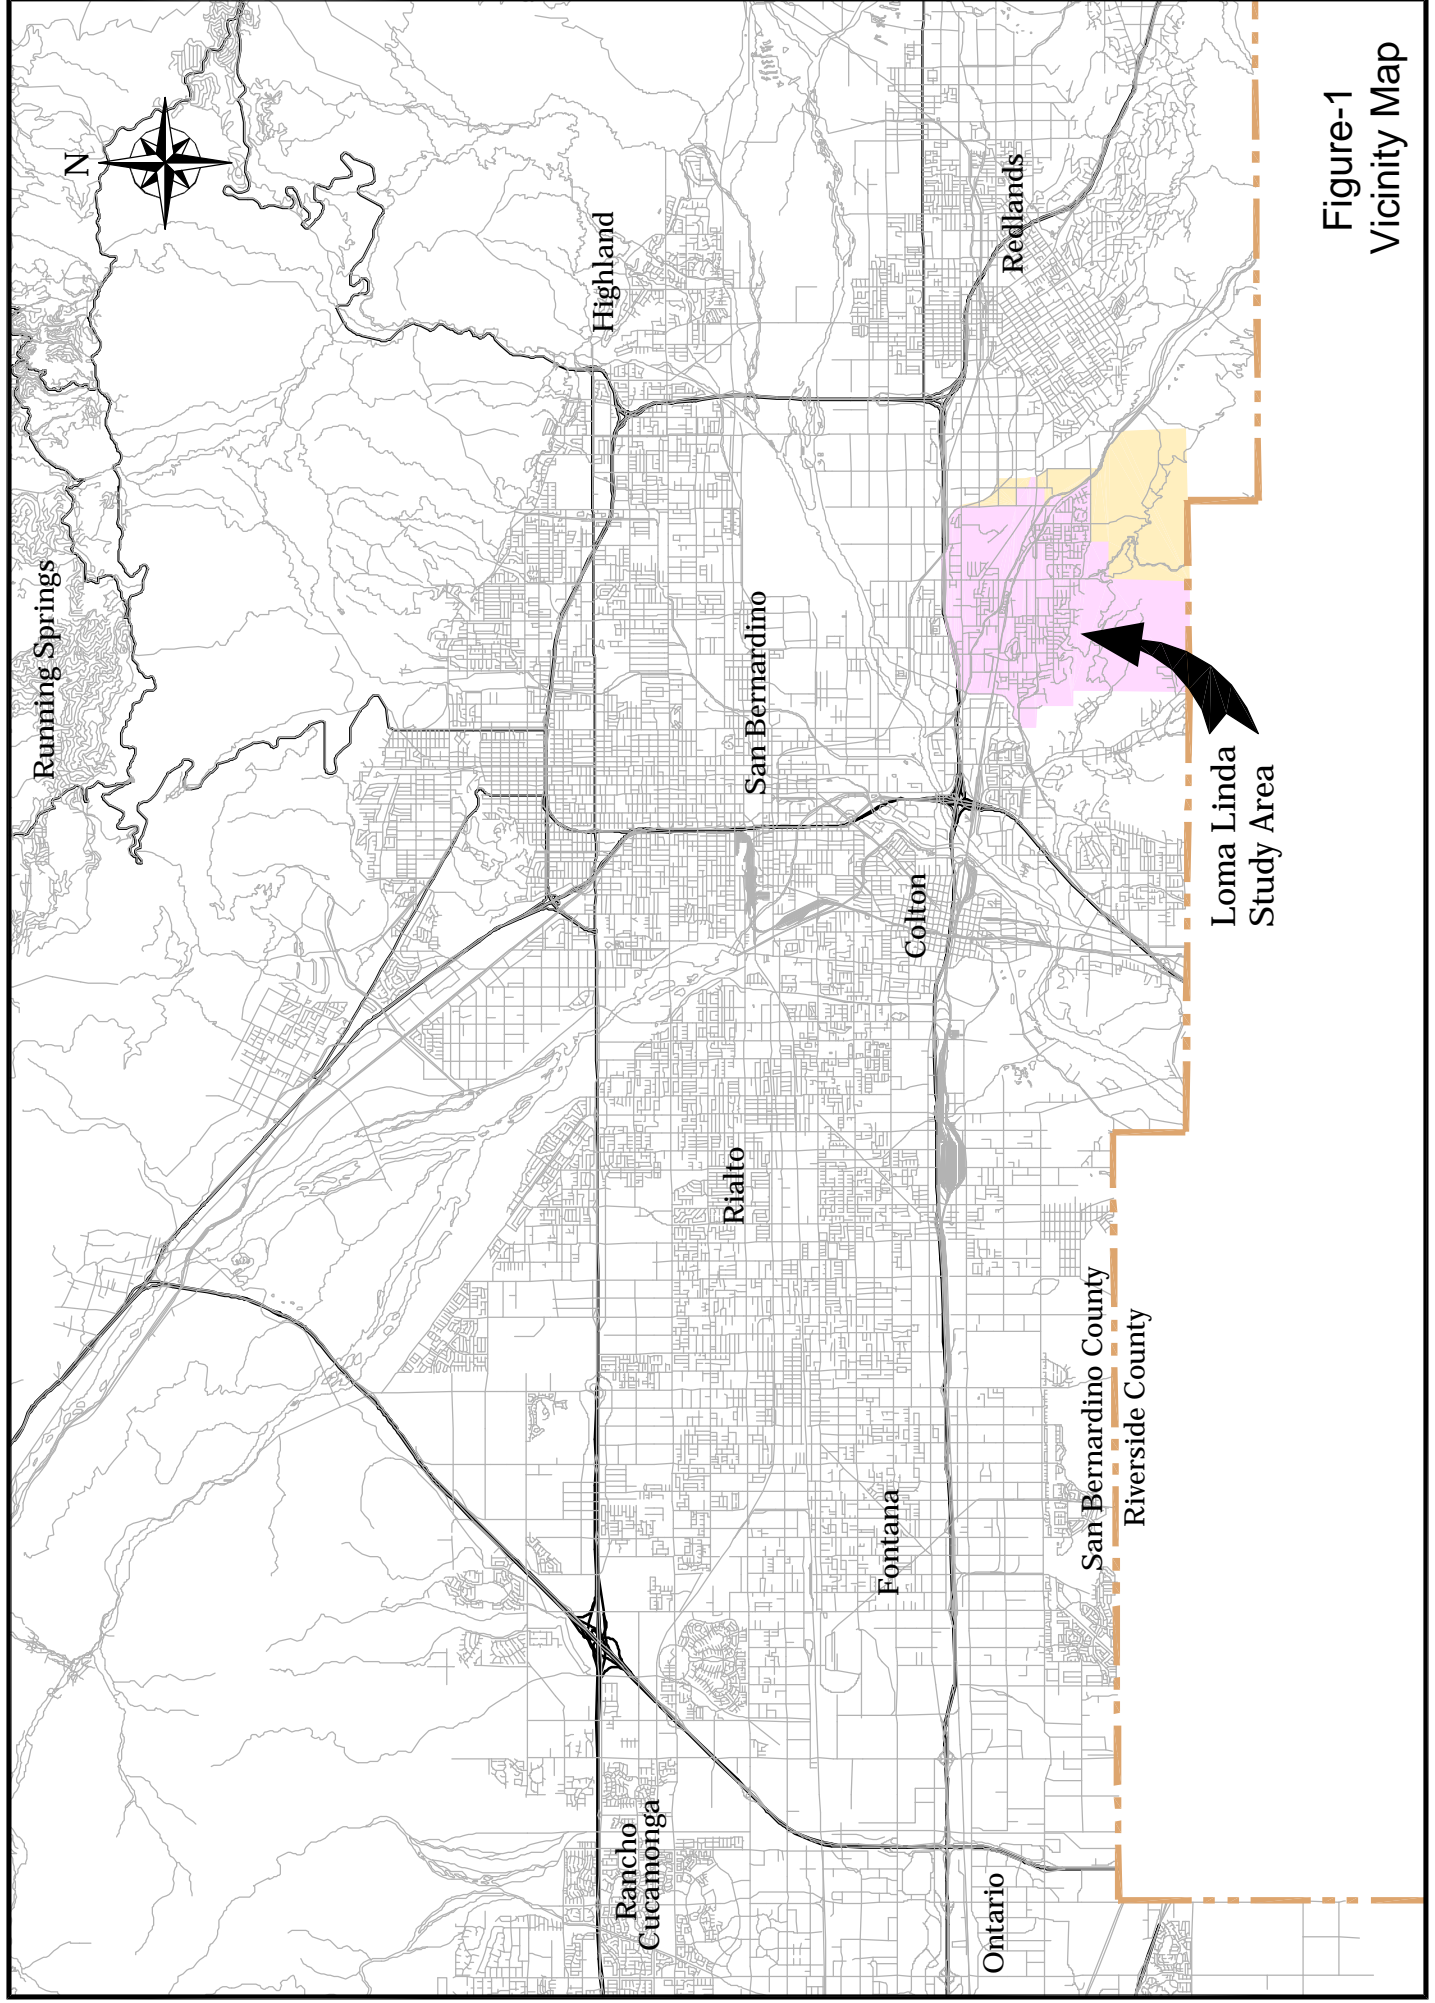 N
Running Springs
Highland
Redlands
San Bernardino
Colton
Rialto
Fontana
Rancho
Cucamonga
Ontario
San Bernardino County
Riverside County
Loma Linda
Study Area
Figure-1
Vicinity Map